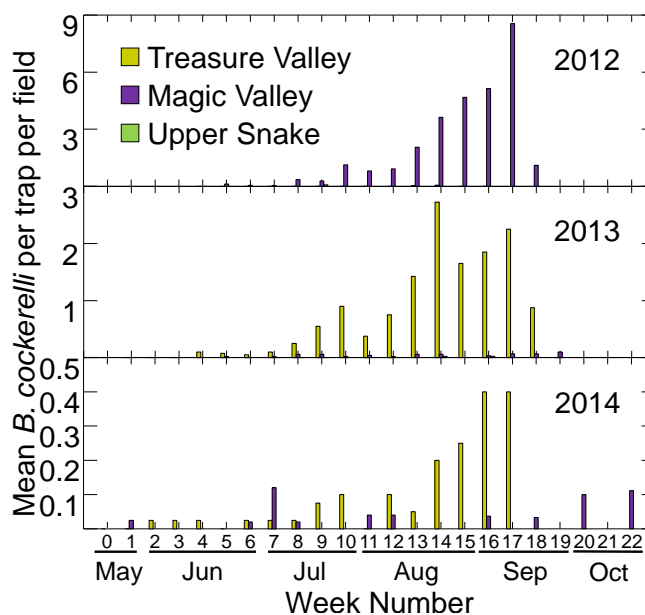 Mean B. cockerelli per trap per field
9
6
3
Treasure Valley
Magic Valley
Upper Snake
2012
3
2
1
2013
0.5
0.4
0.3
0.2
0.1
2014
0 1 2 3 4 5 6 7 8 9 10 11 12 13 14 15 16 17 18 19 20 21 22
May Jun Jul Aug Sep Oct
Week Number